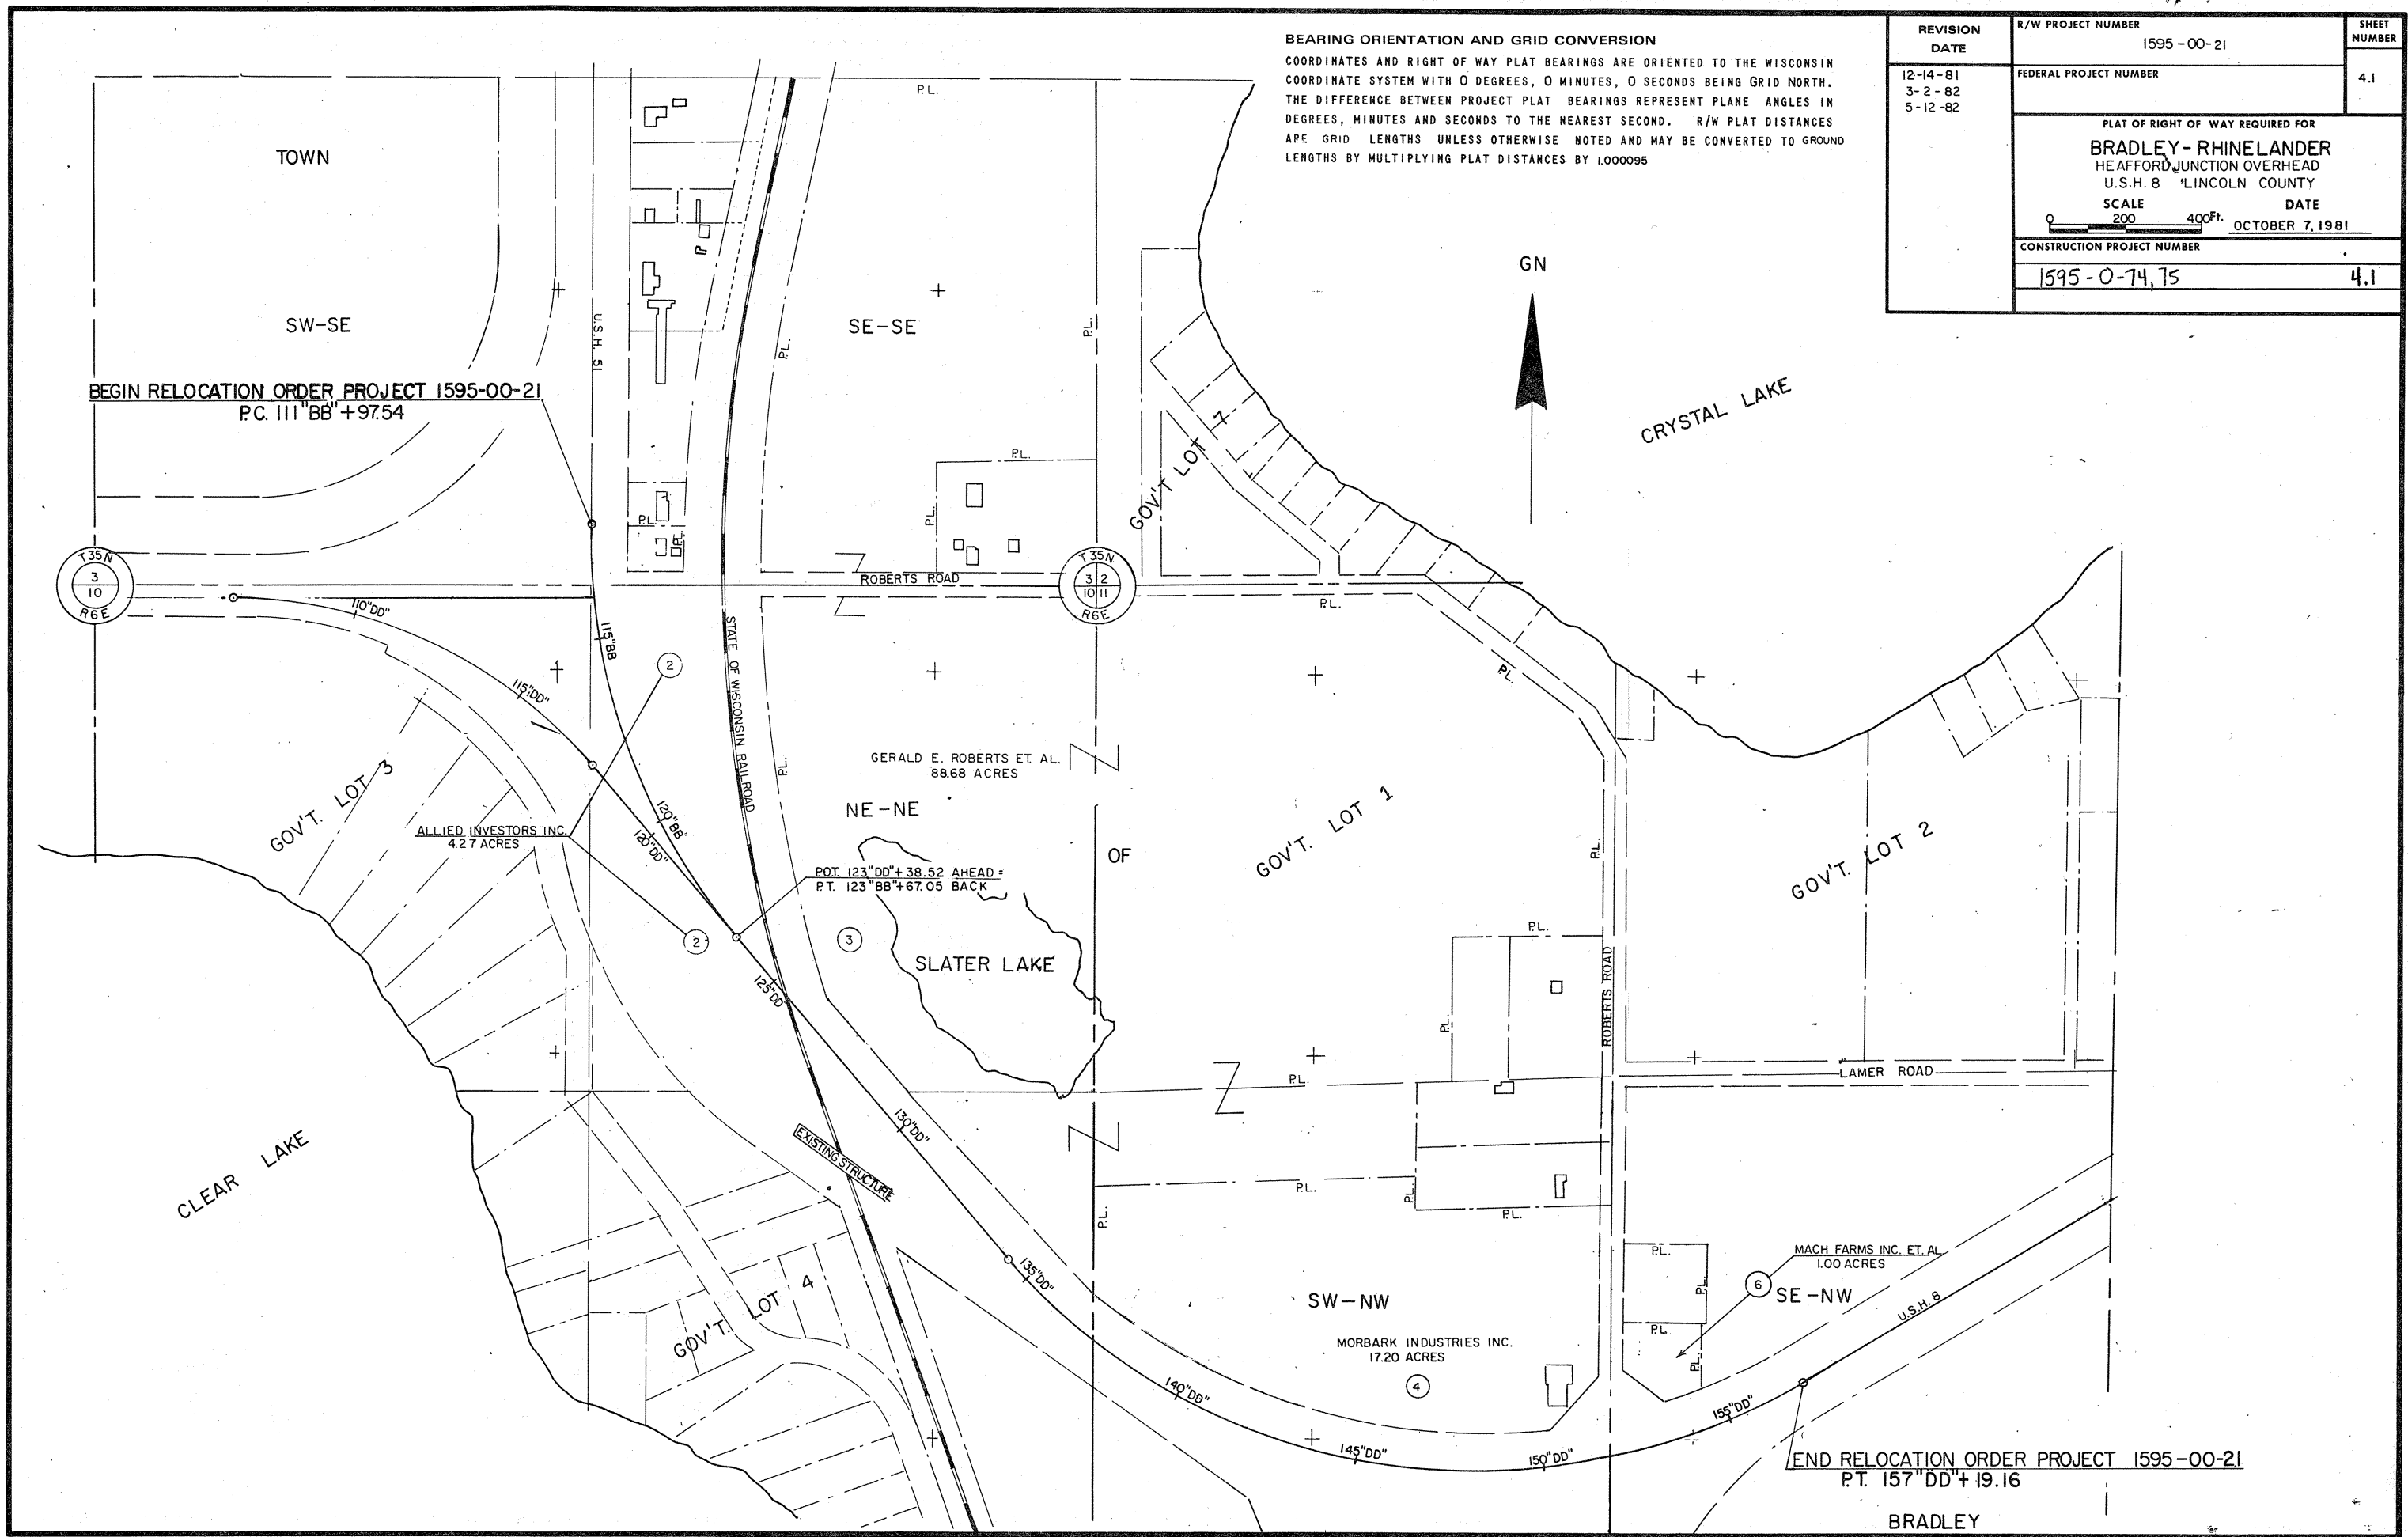 BEARING ORIENTATION AND GRID CONVERSION
COORDINATES AND RIGHT OF WAY PLAT BEARINGS ARE ORIENTED TO THE WISCONSIN
COORDINATE SYSTEM WITH 0 DEGREES, 0 MINUTES, 0 SECONDS BEING GRID NORTH.
THE DIFFERENCE BETWEEN PROJECT PLAT BEARINGS REPRESENT PLANE ANGLES IN
DEGREES, MINUTES AND SECONDS TO THE NEAREST SECOND. R/W PLAT DISTANCES
ARE GRID LENGTHS UNLESS OTHERWISE NOTED AND MAY BE CONVERTED TO GROUND
LENGTHS BY MULTIPLYING PLAT DISTANCES BY 1.000095
REVISION
DATE
12-14-81
3-2-82
5-12-82
R/W PROJECT NUMBER
1595-00-21
SHEET
NUMBER
4.1
FEDERAL PROJECT NUMBER
PLAT OF RIGHT OF WAY REQUIRED FOR
BRADLEY-RHINELANDER
HEAFFORD JUNCTION OVERHEAD
U.S.H. 8 LINCOLN COUNTY
SCALE
DATE
0 200 400Ft.
OCTOBER 7, 1981
CONSTRUCTION PROJECT NUMBER
1595-0-74,75
4.1
TOWN
P.L.
SW-SE
SE-SE
U.S.H. 51
P.L.
P.L.
GN
CRYSTAL LAKE
BEGIN RELOCATION ORDER PROJECT 1595-00-21
P.C. 111"BB"+97.54
GOV'T LOT 7
P.L.
P.L.
P.L.
P.L.
T35N
3
10
R6E
ROBERTS ROAD
T35N
3 2
10 11
R6E
P.L.
110"DD"
115"BB
2
115"DD"
STATE OF WISCONSIN RAILROAD
P.L.
P.L.
GERALD E. ROBERTS ET. AL.
88.68 ACRES
NE-NE
GOV'T. LOT 3
GOV'T. LOT 1
GOV'T. LOT 2
120"BB"
120"DD"
ALLIED INVESTORS INC.
4.27 ACRES
P.L.
OF
P.O.T. 123"DD"+38.52 AHEAD =
P.T. 123"BB"+67.05 BACK
2
3
SLATER LAKE
P.L.
P.L.
ROBERTS ROAD
125"DD"
LAMER ROAD
P.L.
130"DD"
EXISTING STRUCTURE
CLEAR LAKE
P.L.
P.L.
P.L.
P.L.
P.L.
P.L.
P.L.
P.L.
MACH FARMS INC. ET. AL.
1.00 ACRES
6
SE-NW
U.S.H. 8
135"DD"
GOV'T. LOT 4
SW-NW
MORBARK INDUSTRIES INC.
17.20 ACRES
4
140"DD"
145"DD"
150"DD"
155"DD"
END RELOCATION ORDER PROJECT 1595-00-21
P.T. 157"DD"+19.16
BRADLEY